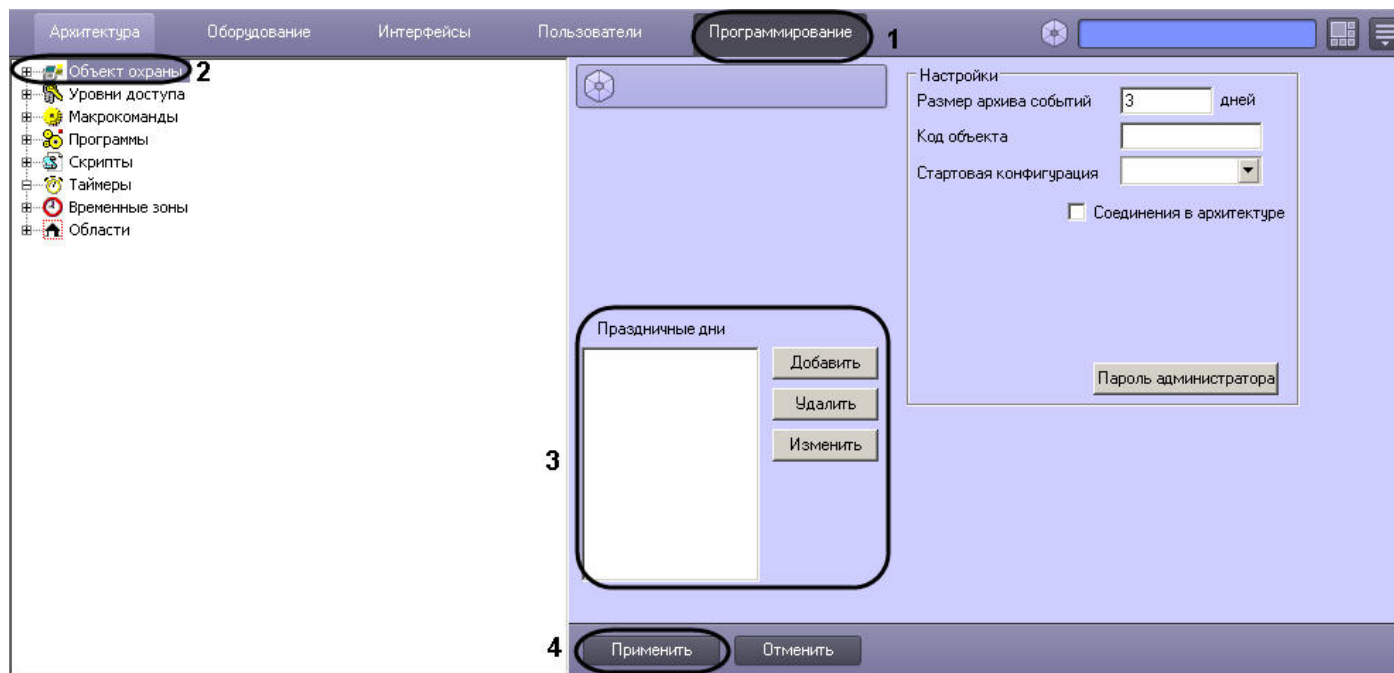 Архитектура Оборудование Интерфейсы Пользователи Программирование 1
Объект охраны 2
Уровни доступа
Макрокоманды
Программы
Скрипты
Таймеры
Временные зоны
Области
Настройки
Размер архива событий 3 дней
Код объекта
Стартовая конфигурация
Соединения в архитектуре
Пароль администратора
Праздничные дни
Добавить
Удалить
Изменить
3
4 Применить Отменить